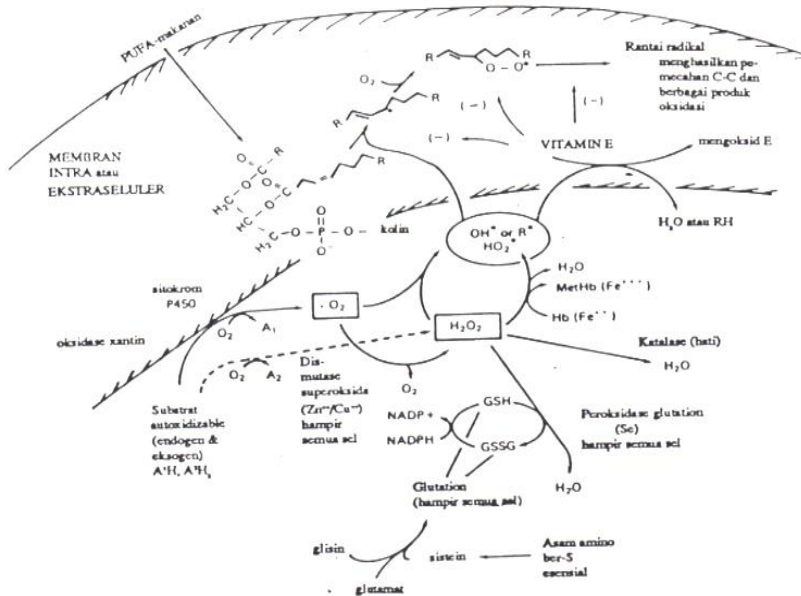 PUFA-makanan
Rantai radikal
menghasilkan pe-
mecahan C-C dan
berbagai produk
oksidasi
R
O - O•
R
O₂
R
R
(-)
(-)
(-)
VITAMIN E
mengoksid E
H₂O atau RH
MEMBRAN
INTRA atau
EKSTRASELULER
O
H₂C-O-C-R
O
HC-O-C
R
H₂C-O-P-O-
O
O⁻
kolin
OH• or R•
HO₂•
H₂O
MetHb (Fe⁺⁺⁺)
Hb (Fe⁺⁺)
sitokrom
P450
oksidase xantin
O₂
A₁
· O₂
H₂O₂
Katalase (hati)
H₂O
O₂
A₂
O₂
Dis-
mutase
superoksida
(Zn⁺⁺/Cu⁺⁺)
hampir
semua sel
Substrat
autoxidizable
(endogen &
eksogen)
NADP +
NADPH
GSH
GSSG
Peroksidase glutation
(Se)
hampir semua sel
H₂O
Glutation
(hampir semua sel)
glisin
glutamat
sistein
Asam amino
ber-S
esensial